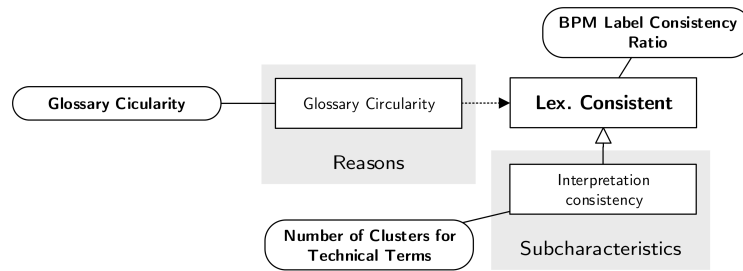 BPM Label Consistency
Ratio
Glossary Cicularity
Glossary Circularity
Lex. Consistent
Reasons
Interpretation
consistency
Number of Clusters for
Technical Terms
Subcharacteristics